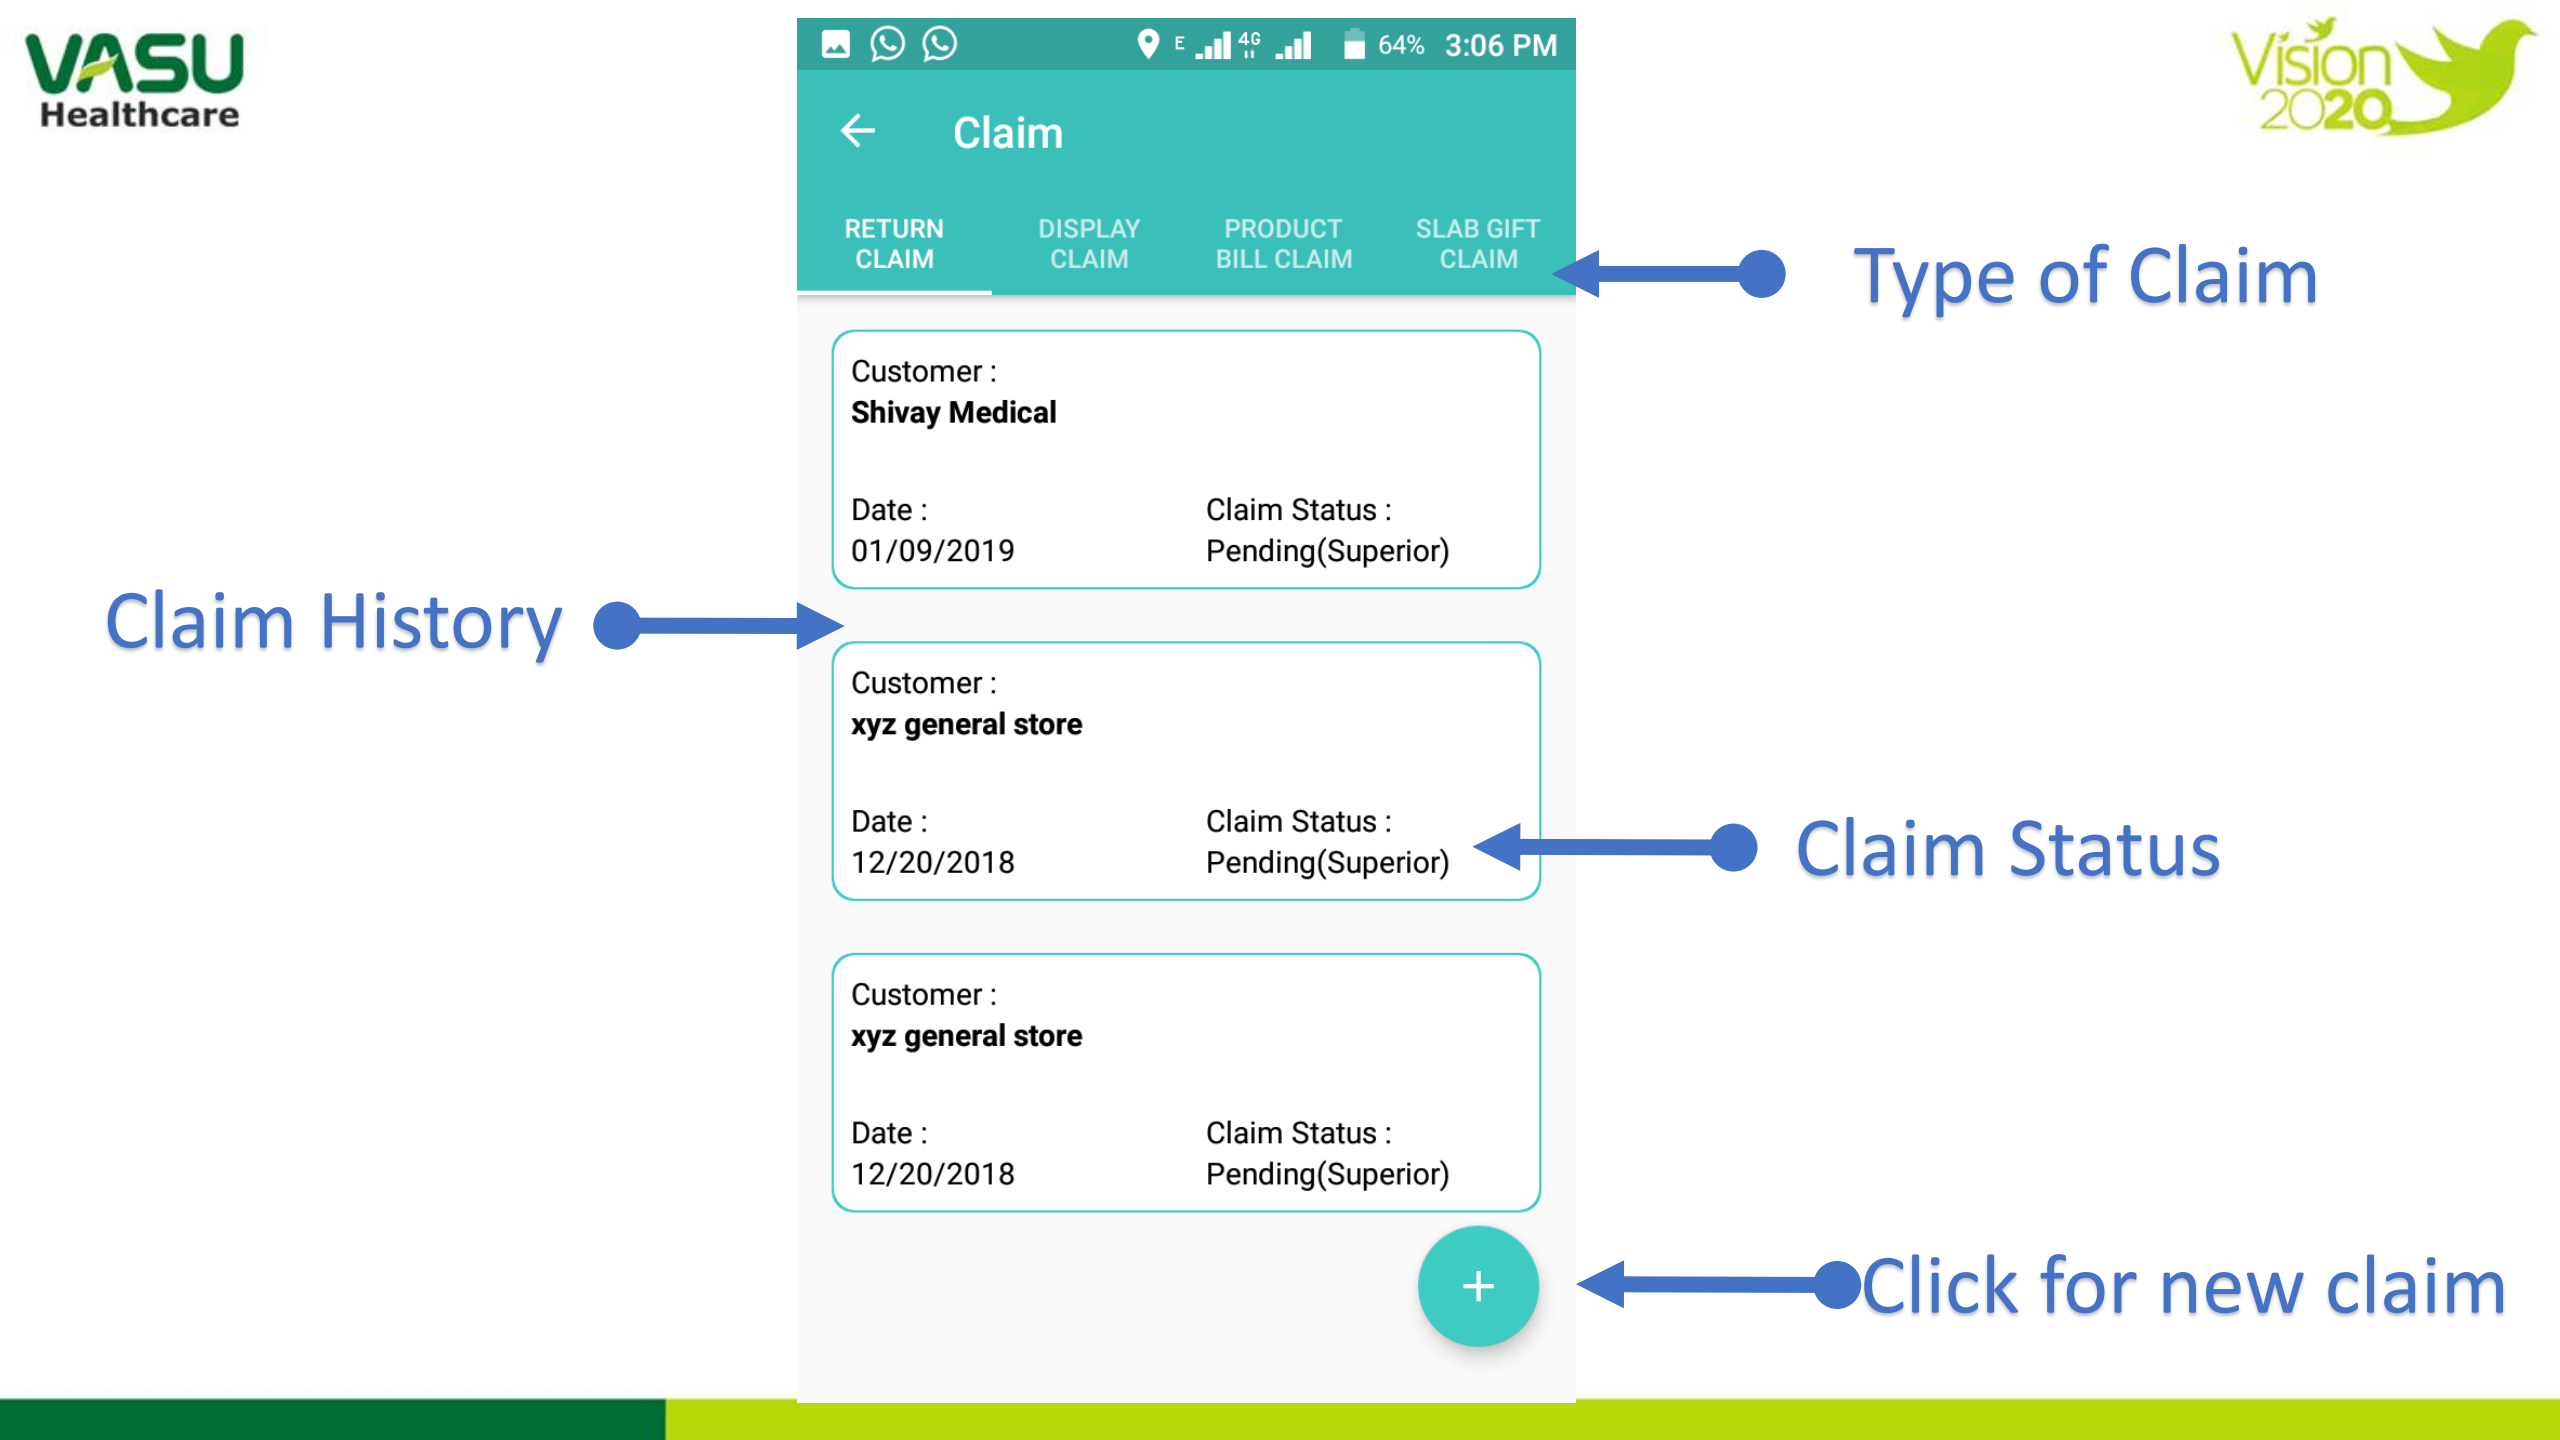 VASU
Healthcare
E 4G 64% 3:06 PM
Vision
2020
Claim
RETURN
CLAIM
DISPLAY
CLAIM
PRODUCT
BILL CLAIM
SLAB GIFT
CLAIM
Type of Claim
Customer :
Shivay Medical
Date :
01/09/2019
Claim Status :
Pending(Superior)
Claim History
Customer :
xyz general store
Date :
12/20/2018
Claim Status :
Pending(Superior)
Claim Status
Customer :
xyz general store
Date :
12/20/2018
Claim Status :
Pending(Superior)
+
Click for new claim